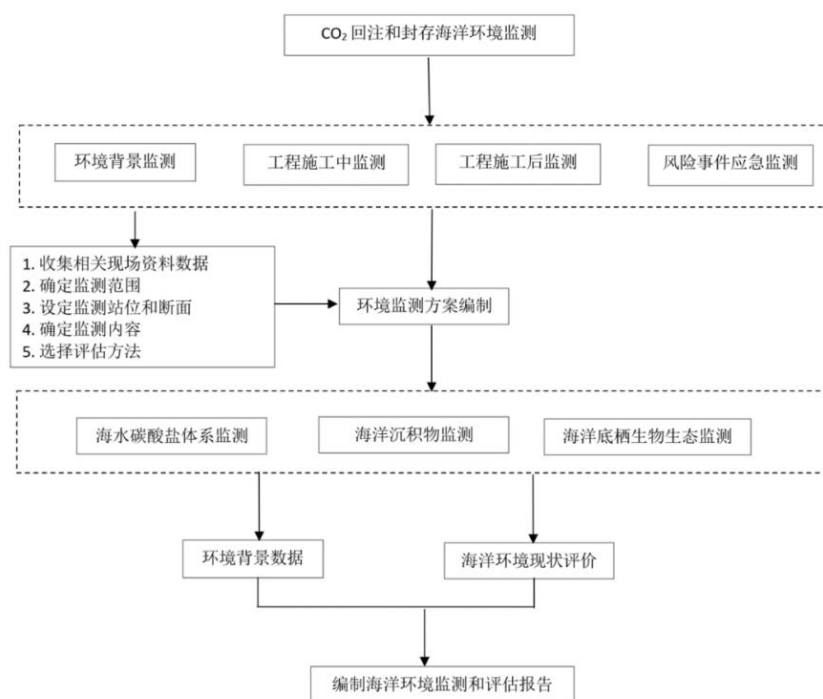 CO₂ 回注和封存海洋环境监测
环境背景监测
工程施工中监测
工程施工后监测
风险事件应急监测
1. 收集相关现场资料数据
2. 确定监测范围
3. 设定监测站位和断面
4. 确定监测内容
5. 选择评估方法
环境监测方案编制
海水碳酸盐体系监测
海洋沉积物监测
海洋底栖生物生态监测
环境背景数据
海洋环境现状评价
编制海洋环境监测和评估报告